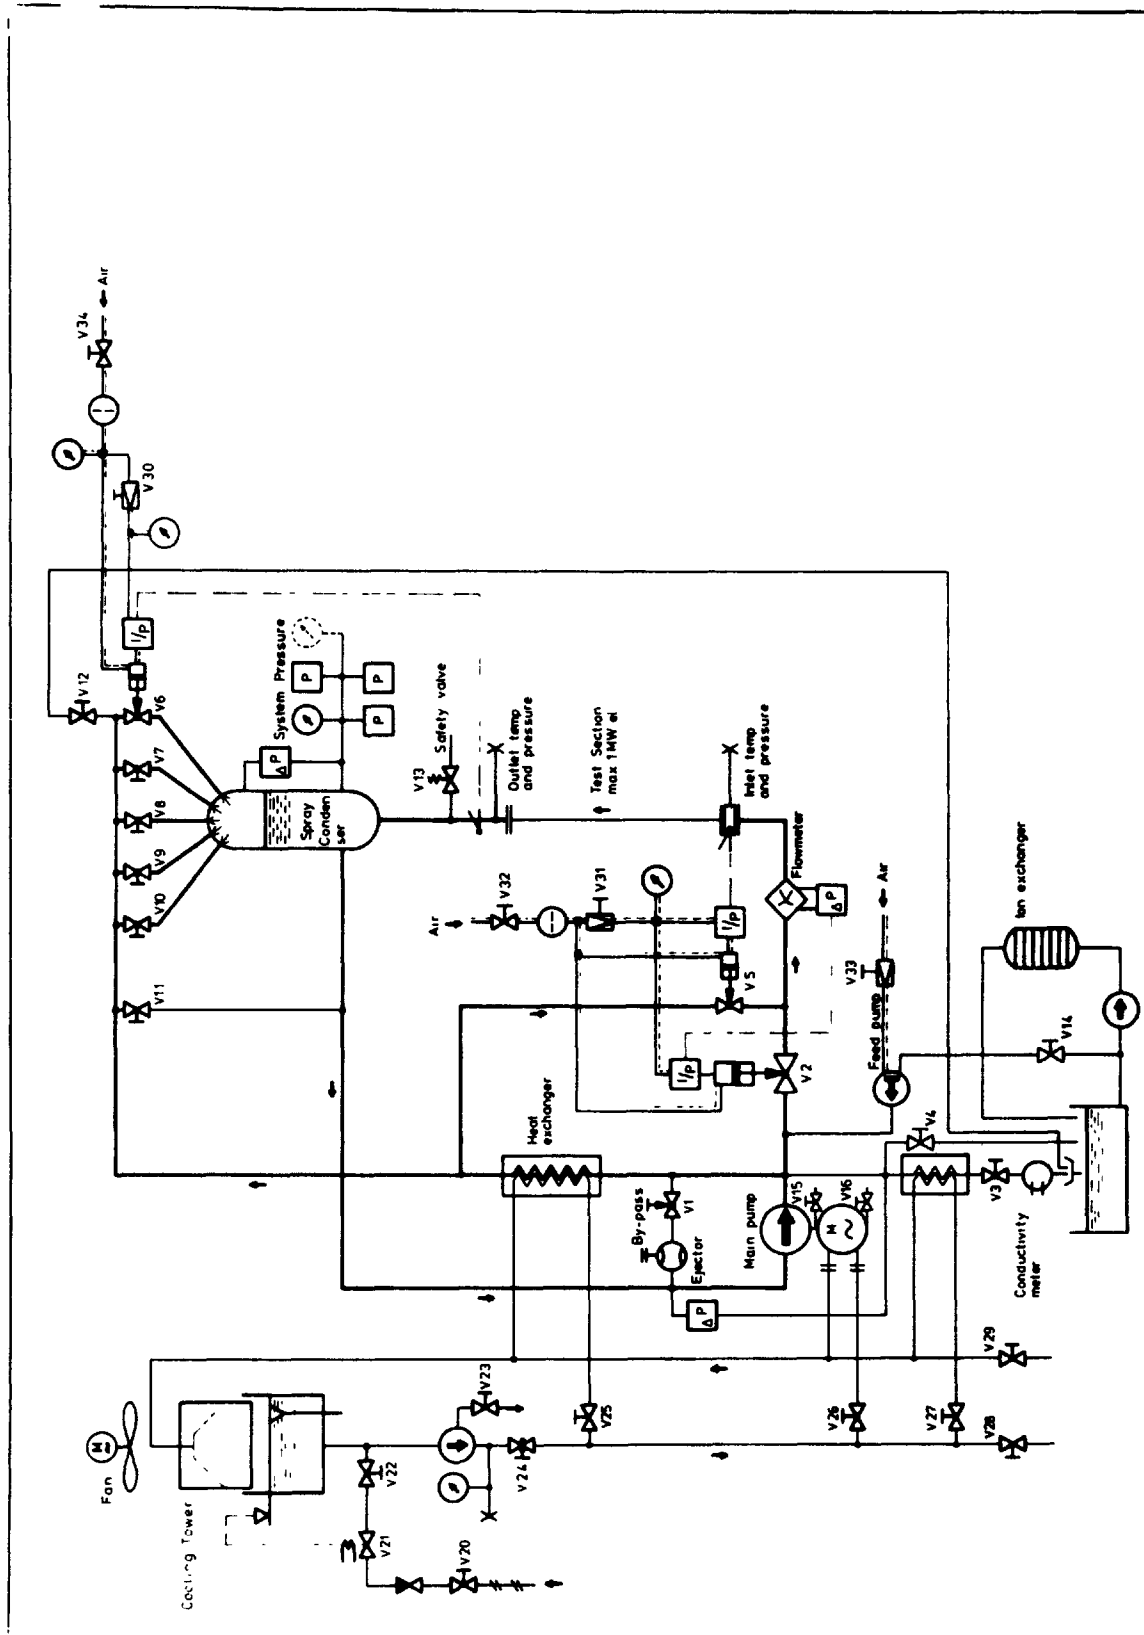 Air
V34
V30
I/P
V12
V6
V7
V8
V9
V10
V11
System Pressure
P
P
P
ΔP
Spray
Conden
ser
V13
Safety valve
Outlet temp
and pressure
Test Section
max 1MW el
Inlet temp
and pressure
Air
V32
V31
I/P
V5
Flowmeter
ΔP
I/P
V2
Air
V33
Feed pump
Ion exchanger
V14
V4
V3
Conductivity
meter
Heat
exchanger
By-pass
V1
Ejector
ΔP
Main pump
V15
M
V16
V29
V28
V27
V26
V25
V23
V24
V22
V21
V20
M
Fan
Cooling Tower